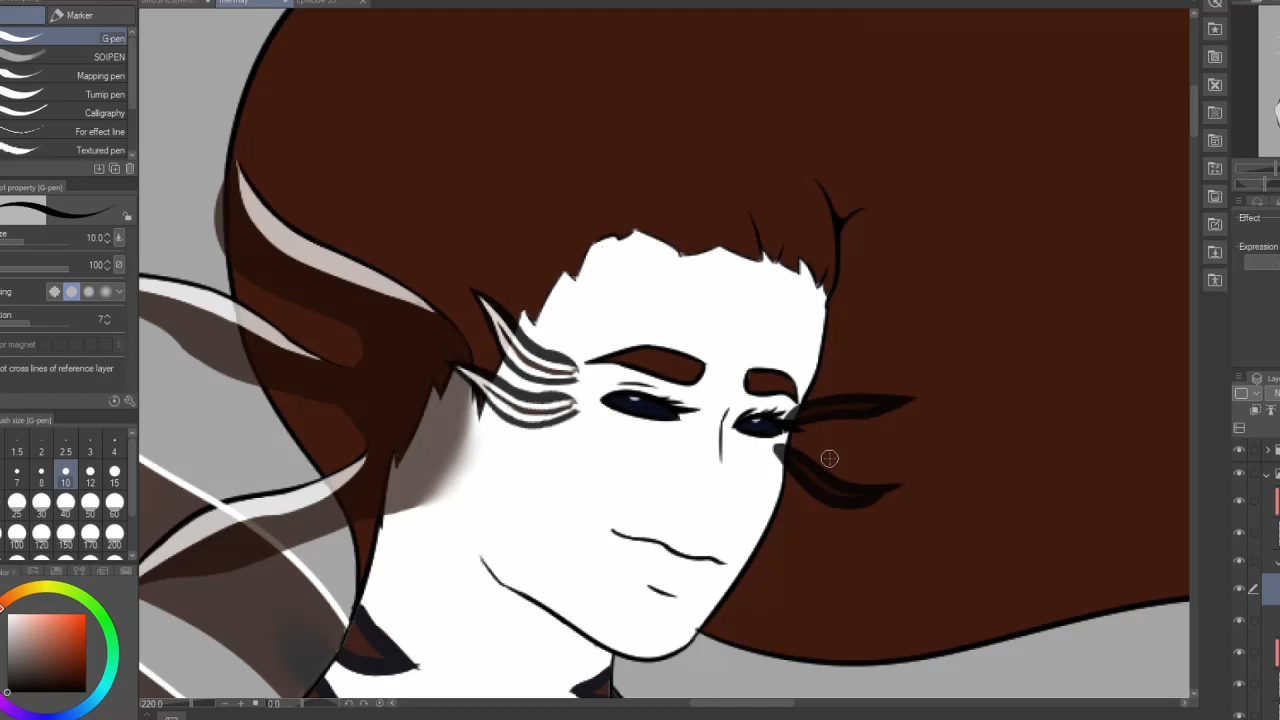 Marker
G-pen
SOIPEN
Mapping pen
Turnip pen
Calligraphy
For effect line
Textured pen
ol property [G-pen]
ze 10.0
100
ing
tion 7
or magnet
ot cross lines of reference layer
ush size [G-pen]
1.5 2 2.5 3 4
7 8 10 12 15
25 30 40 50 60
100 120 150 170 200
220.0 0.0
Effect
Expression
Lay